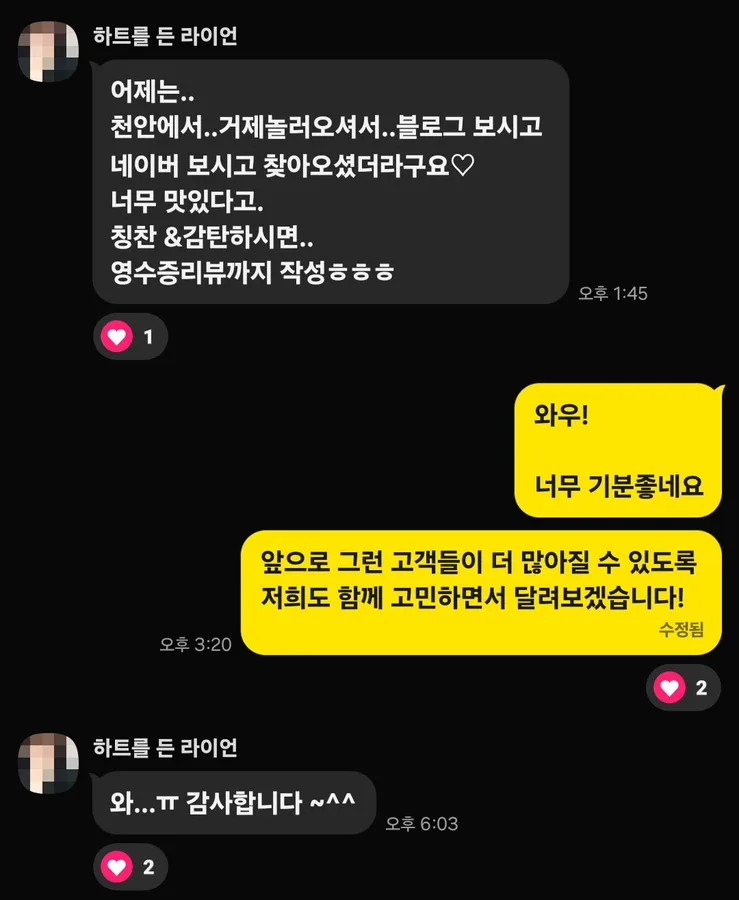 하트를 든 라이언
어제는..
천안에서..거제놀러오셔서..블로그 보시고
네이버 보시고 찾아오셨더라구요♡
너무 맛있다고.
칭찬 &감탄하시면..
영수증리뷰까지 작성ㅎㅎㅎ
오후 1:45
1
와우!
너무 기분좋네요
앞으로 그런 고객들이 더 많아질 수 있도록
저희도 함께 고민하면서 달려보겠습니다!
수정됨
오후 3:20
2
하트를 든 라이언
와...ㅠ 감사합니다 ~^^
오후 6:03
2